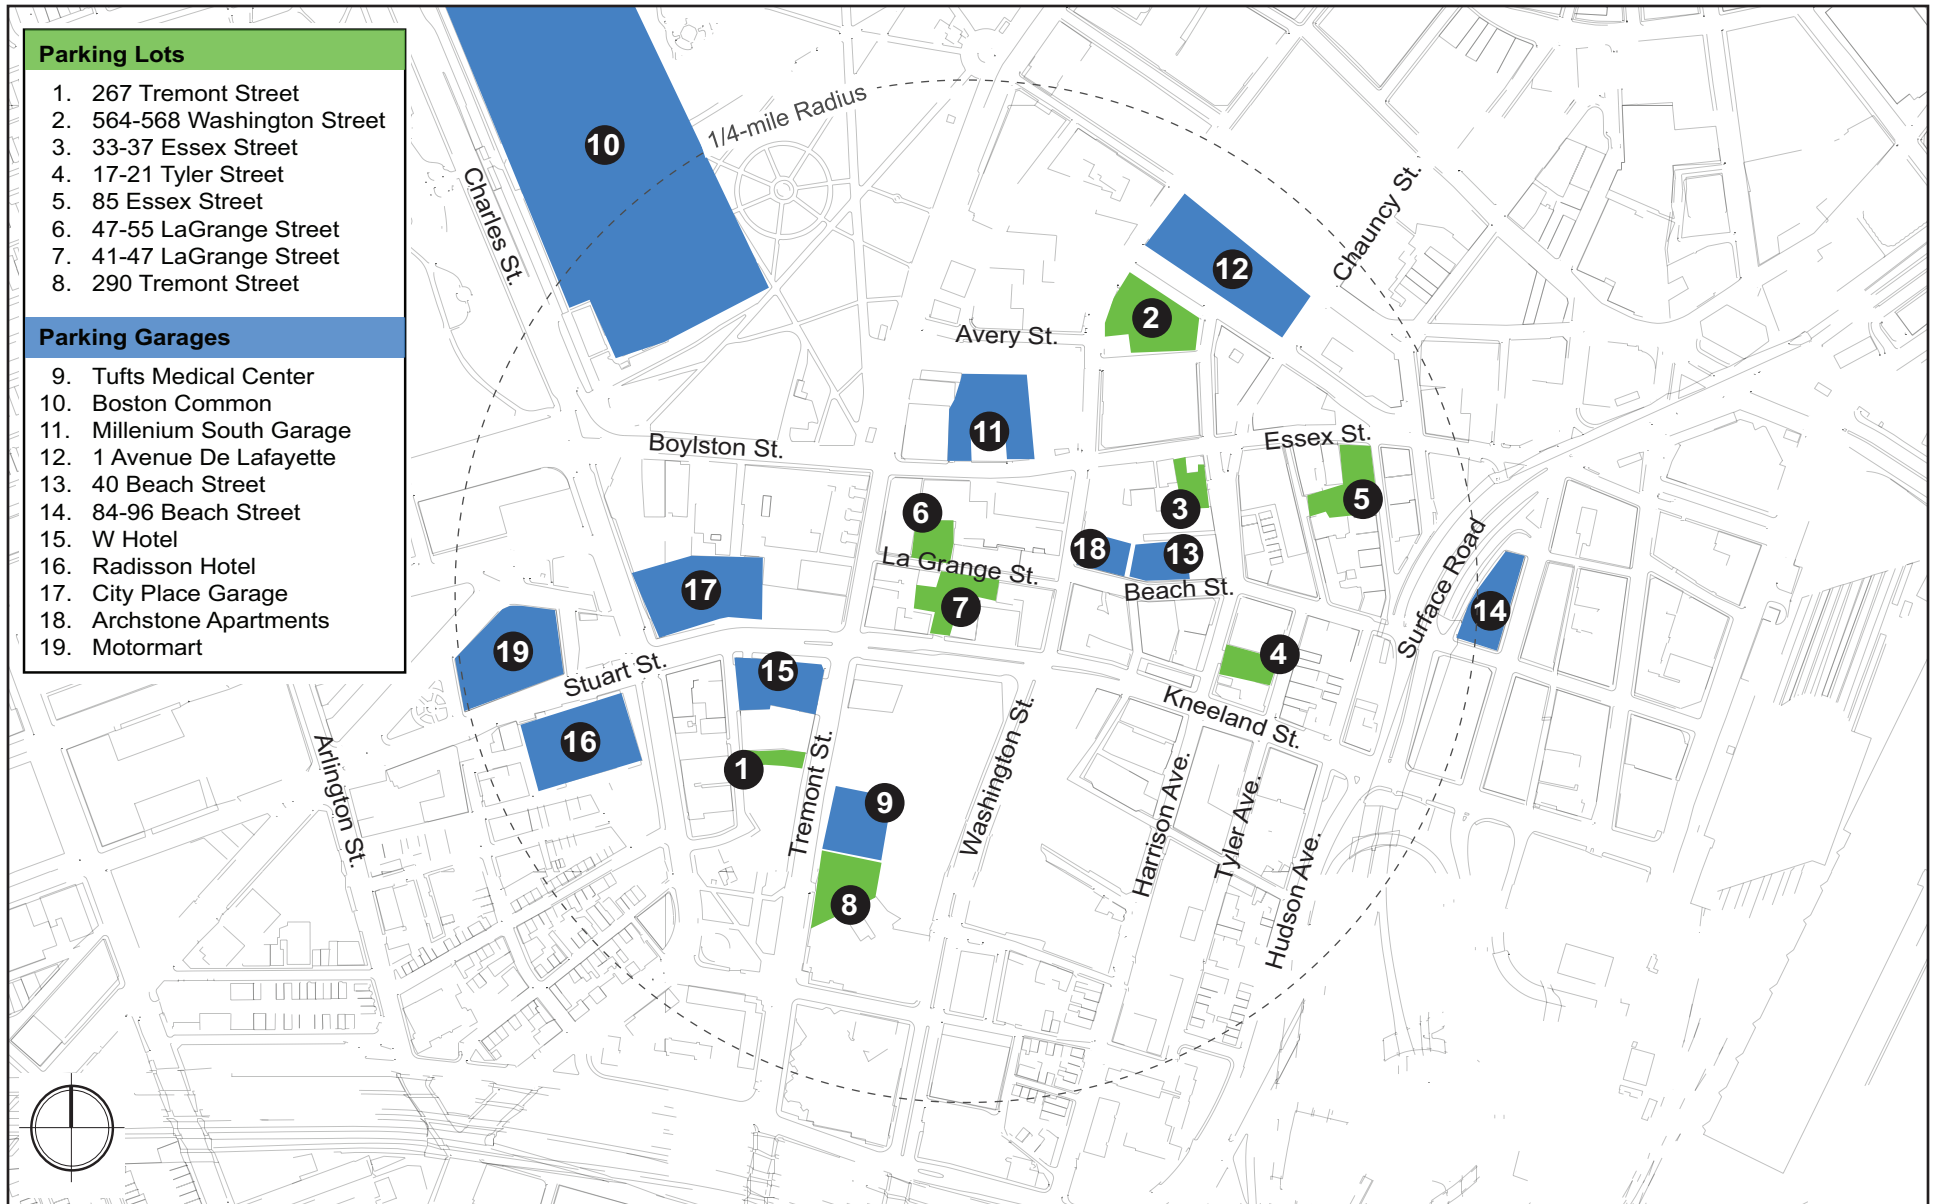 Parking Lots
1. 267 Tremont Street
2. 564-568 Washington Street
3. 33-37 Essex Street
4. 17-21 Tyler Street
5. 85 Essex Street
6. 47-55 LaGrange Street
7. 41-47 LaGrange Street
8. 290 Tremont Street
Parking Garages
9. Tufts Medical Center
10. Boston Common
11. Millenium South Garage
12. 1 Avenue De Lafayette
13. 40 Beach Street
14. 84-96 Beach Street
15. W Hotel
16. Radisson Hotel
17. City Place Garage
18. Archstone Apartments
19. Motormart
1/4-mile Radius
10
Charles St.
Chauncy St.
12
2
Avery St.
11
Boylston St.
Essex St.
6
3
5
18
13
La Grange St.
Beach St.
17
7
Surface Road
14
19
Stuart St.
15
4
Kneeland St.
16
1
Arlington St.
Tremont St.
9
Washington St.
Harrison Ave.
Tyler Ave.
Hudson Ave.
8